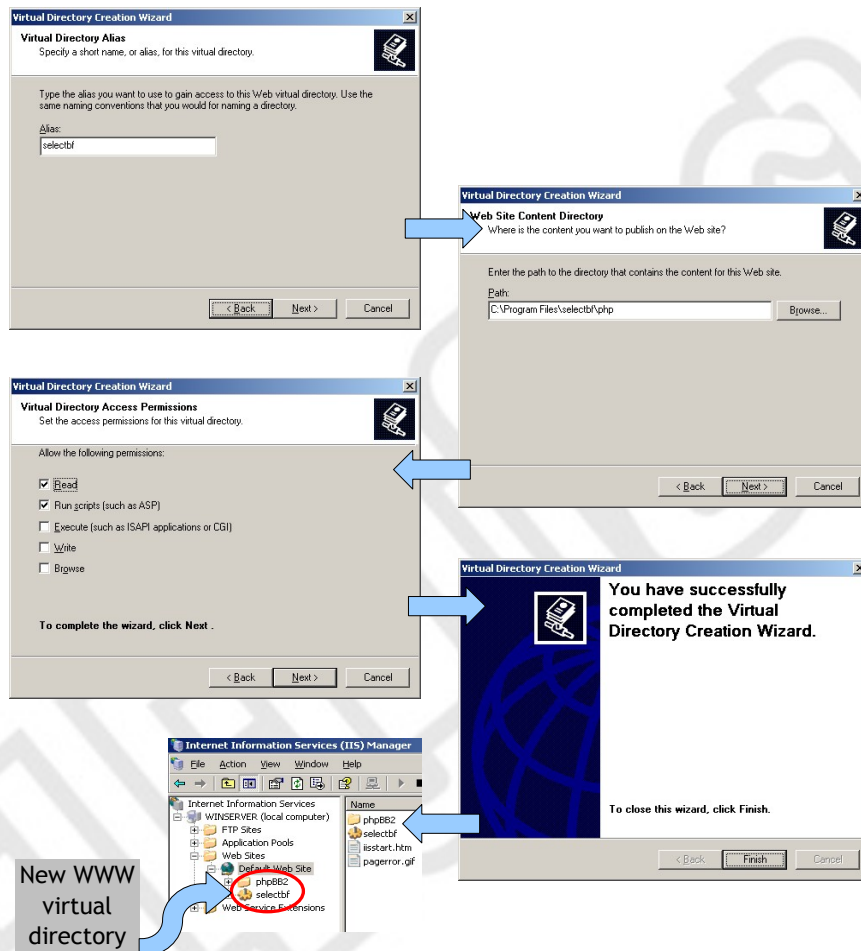 Virtual Directory Creation Wizard
Virtual Directory Alias
Specify a short name, or alias, for this virtual directory.
Type the alias you want to use to gain access to this Web virtual directory. Use the
same naming conventions that you would for naming a directory.
Alias:
selectbf
< Back
Next >
Cancel
Virtual Directory Creation Wizard
Web Site Content Directory
Where is the content you want to publish on the Web site?
Enter the path to the directory that contains the content for this Web site.
Path:
C:\Program Files\selectbf\php
Browse...
< Back
Next >
Cancel
Virtual Directory Creation Wizard
Virtual Directory Access Permissions
Set the access permissions for this virtual directory.
Allow the following permissions:
Read
Run scripts (such as ASP)
Execute (such as ISAPI applications or CGI)
Write
Browse
To complete the wizard, click Next .
< Back
Next >
Cancel
Virtual Directory Creation Wizard
You have successfully
completed the Virtual
Directory Creation Wizard.
To close this wizard, click Finish.
< Back
Finish
Cancel
Internet Information Services (IIS) Manager
File Action View Window Help
Internet Information Services
WINSERVER (local computer)
FTP Sites
Application Pools
Web Sites
Default Web Site
phpBB2
selectbf
Web Service Extensions
Name
phpBB2
selectbf
iisstart.htm
pagerror.gif
New WWW
virtual
directory